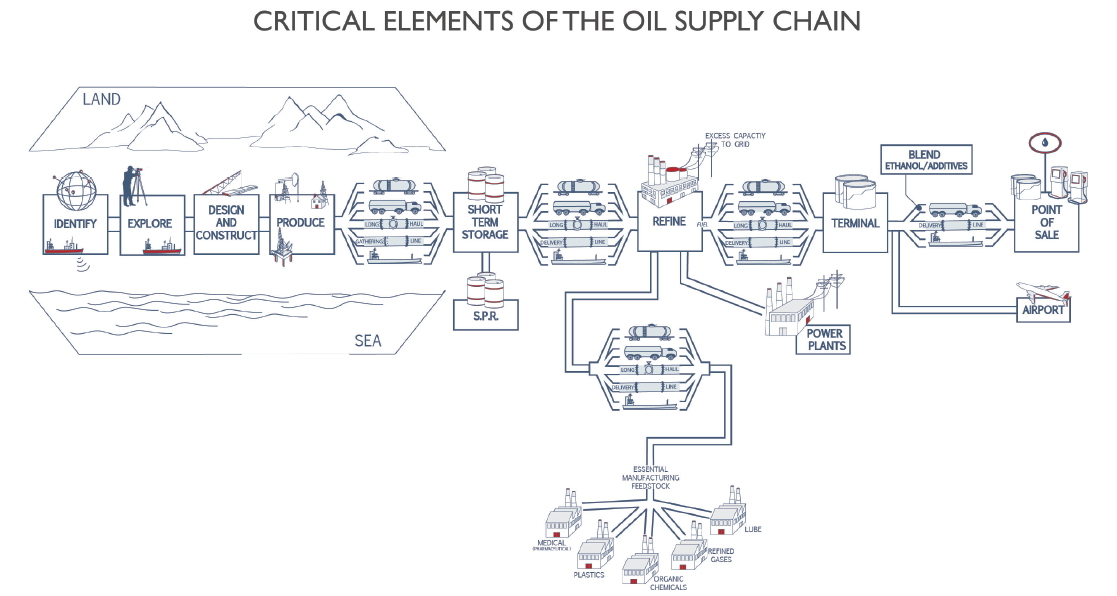 CRITICAL ELEMENTS OF THE OIL SUPPLY CHAIN
LAND
IDENTIFY
EXPLORE
DESIGN
AND
CONSTRUCT
PRODUCE
LONG HAUL
GATHERING LINE
SHORT
TERM
STORAGE
S.P.R.
LONG HAUL
DELIVERY LINE
EXCESS CAPACTIY
TO GRID
REFINE
LONG HAUL
DELIVERY LINE
TERMINAL
BLEND
ETHANOL/ADDITIVES
DELIVERY LINE
POINT
OF
SALE
AIRPORT
POWER
PLANTS
SEA
LONG HAUL
DELIVERY LINE
ESSENTIAL
MANUFACTURING
FEEDSTOCK
MEDICAL
(PHARMACEUTICAL)
PLASTICS
ORGANIC
CHEMICALS
REFINED
GASES
LUBE